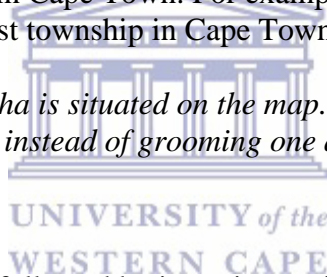 in Cape Town. For example
st township in Cape Town
ha is situated on the map.
instead of grooming one
UNIVERSITY of the
WESTERN CAPE